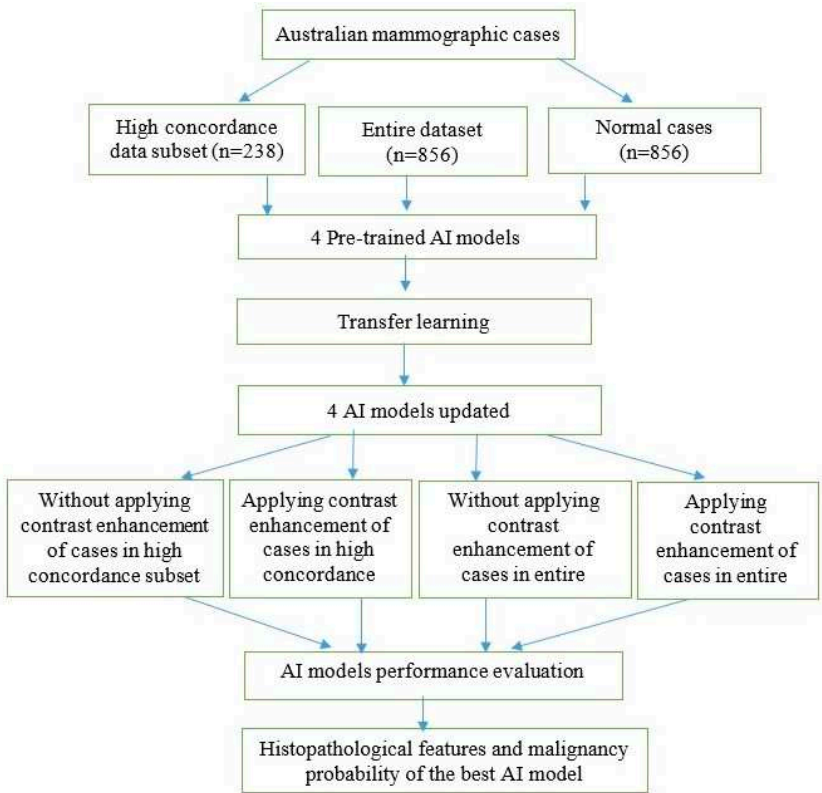 Australian mammographic cases
High concordance
data subset (n=238)
Entire dataset
(n=856)
Normal cases
(n=856)
4 Pre-trained AI models
Transfer learning
4 AI models updated
Without applying
contrast enhancement
of cases in high
concordance subset
Applying contrast
enhancement of
cases in high
concordance
Without applying
contrast
enhancement of
cases in entire
Applying
contrast
enhancement of
cases in entire
AI models performance evaluation
Histopathological features and malignancy
probability of the best AI model